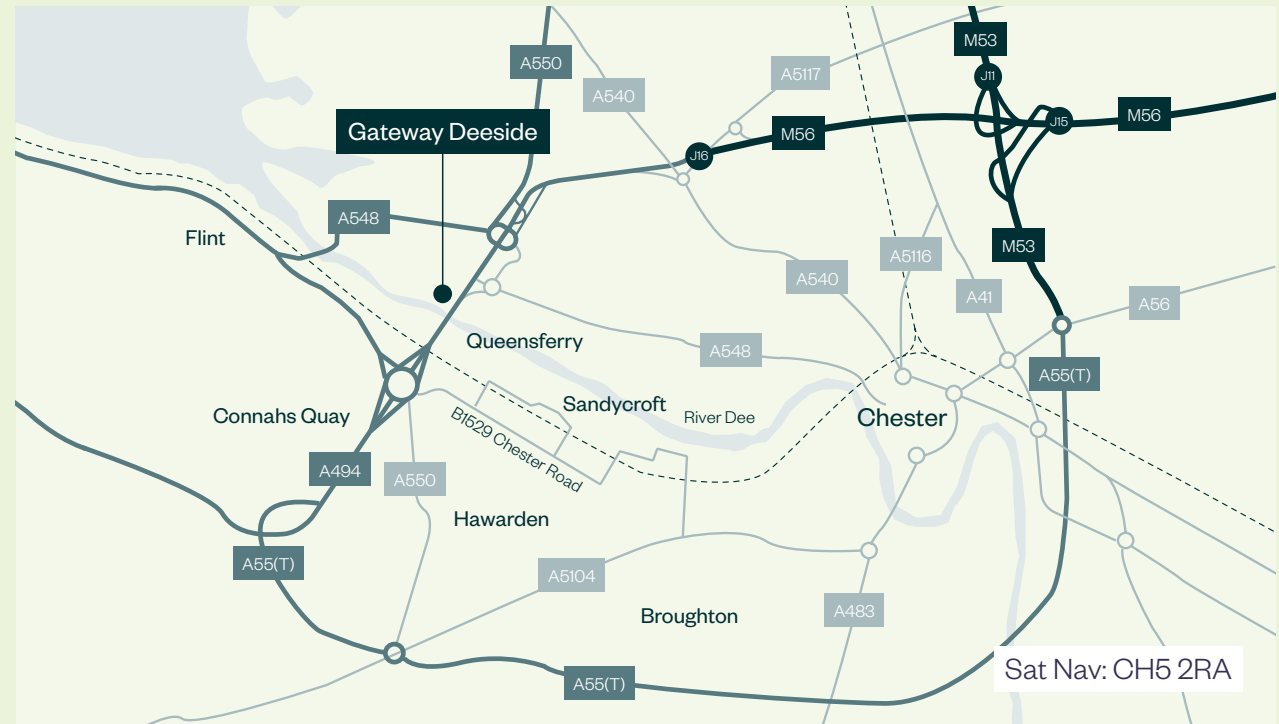 M53
A550
A5117
J11
A540
M56
J15
M56
Gateway Deeside
J16
A548
Flint
M53
A5116
A540
A41
A56
Queensferry
A548
A55(T)
Sandycroft
River Dee
Chester
Connahs Quay
B1529 Chester Road
A494
A550
Hawarden
A55(T)
A5104
Broughton
A483
Sat Nav: CH5 2RA
A55(T)